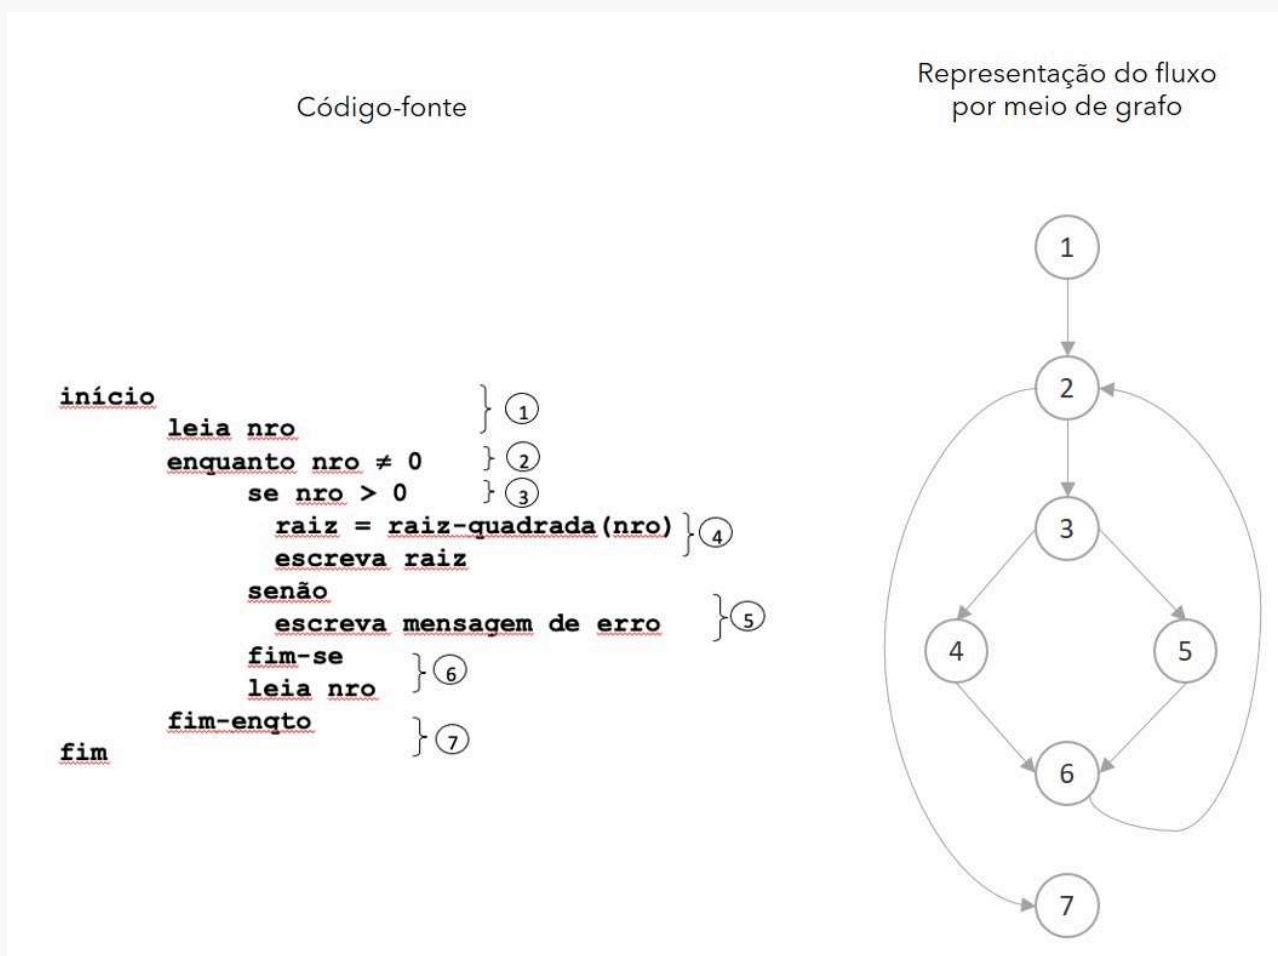 Código-fonte
Representação do fluxo
por meio de grafo
início
leia nro
} 1
enquanto nro ≠ 0 } 2
se nro > 0 } 3
raiz = raiz-quadrada(nro) } 4
escreva raiz
senão
escreva mensagem de erro } 5
fim-se
leia nro
} 6
fim-enqto
fim
} 7
1
2
3
4 5
6
7